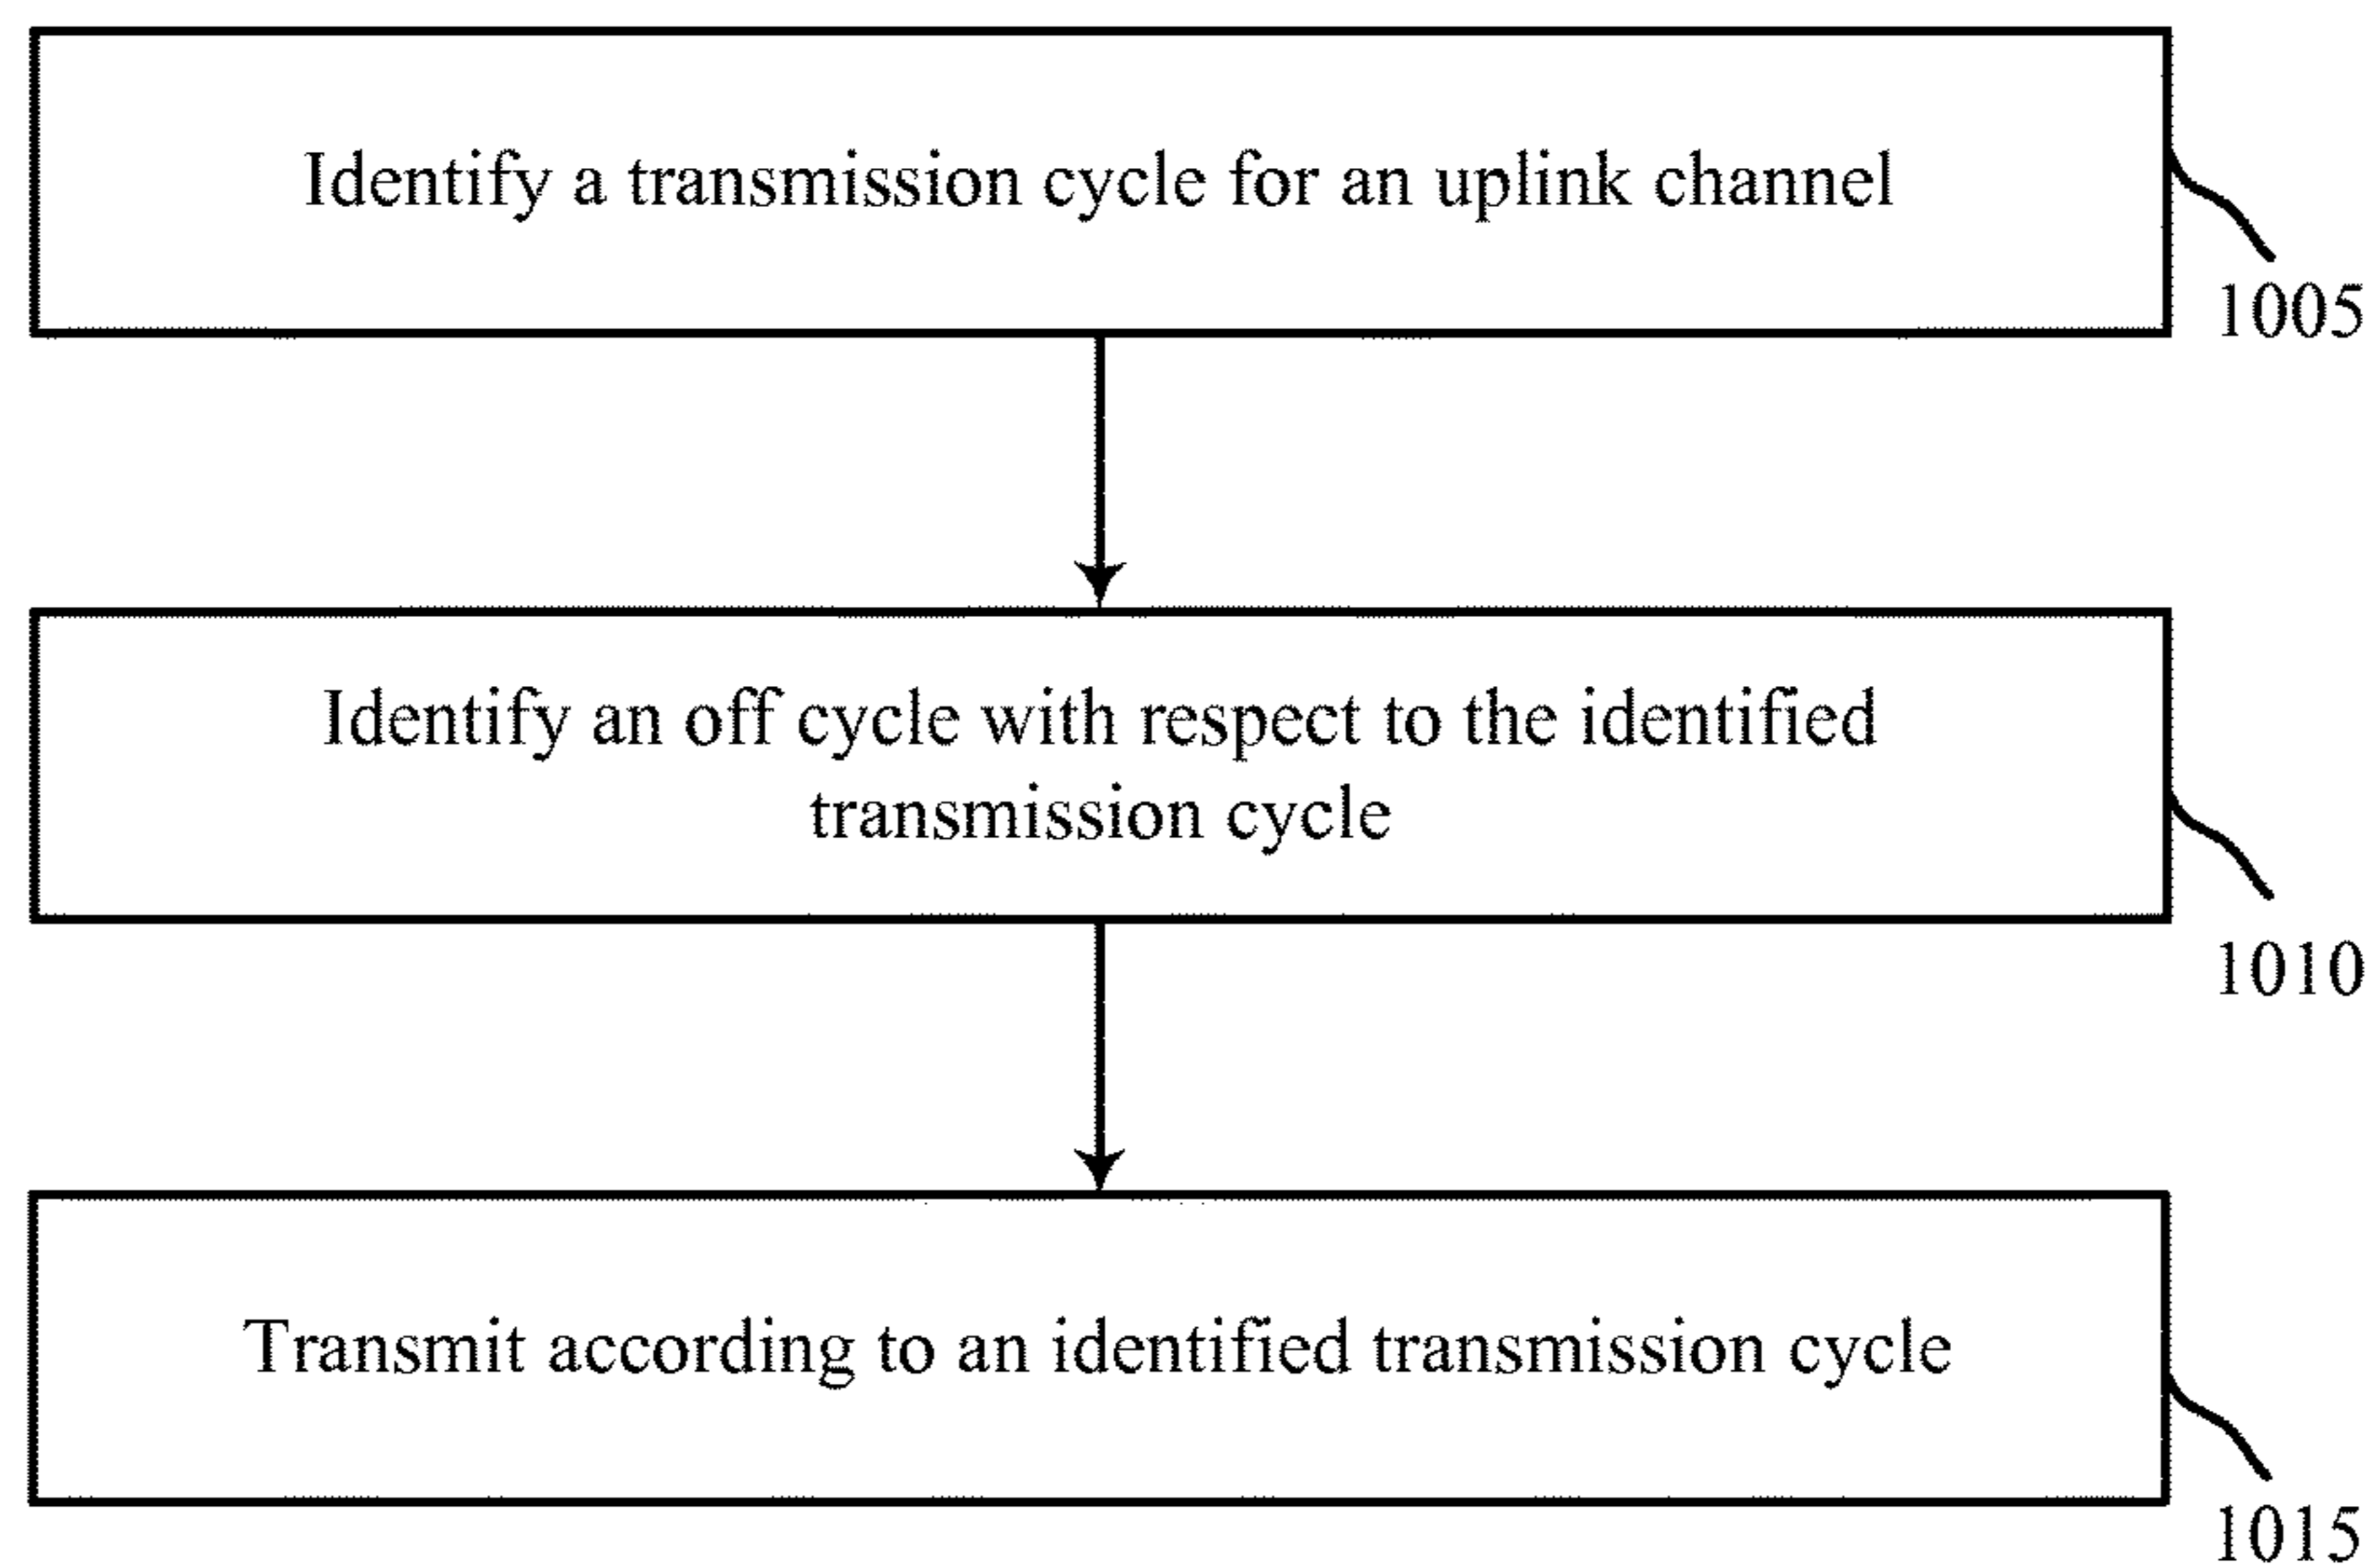 Identify a transmission cycle for an uplink channel
1005
Identify an off cycle with respect to the identified
transmission cycle
1010
Transmit according to an identified transmission cycle
1015